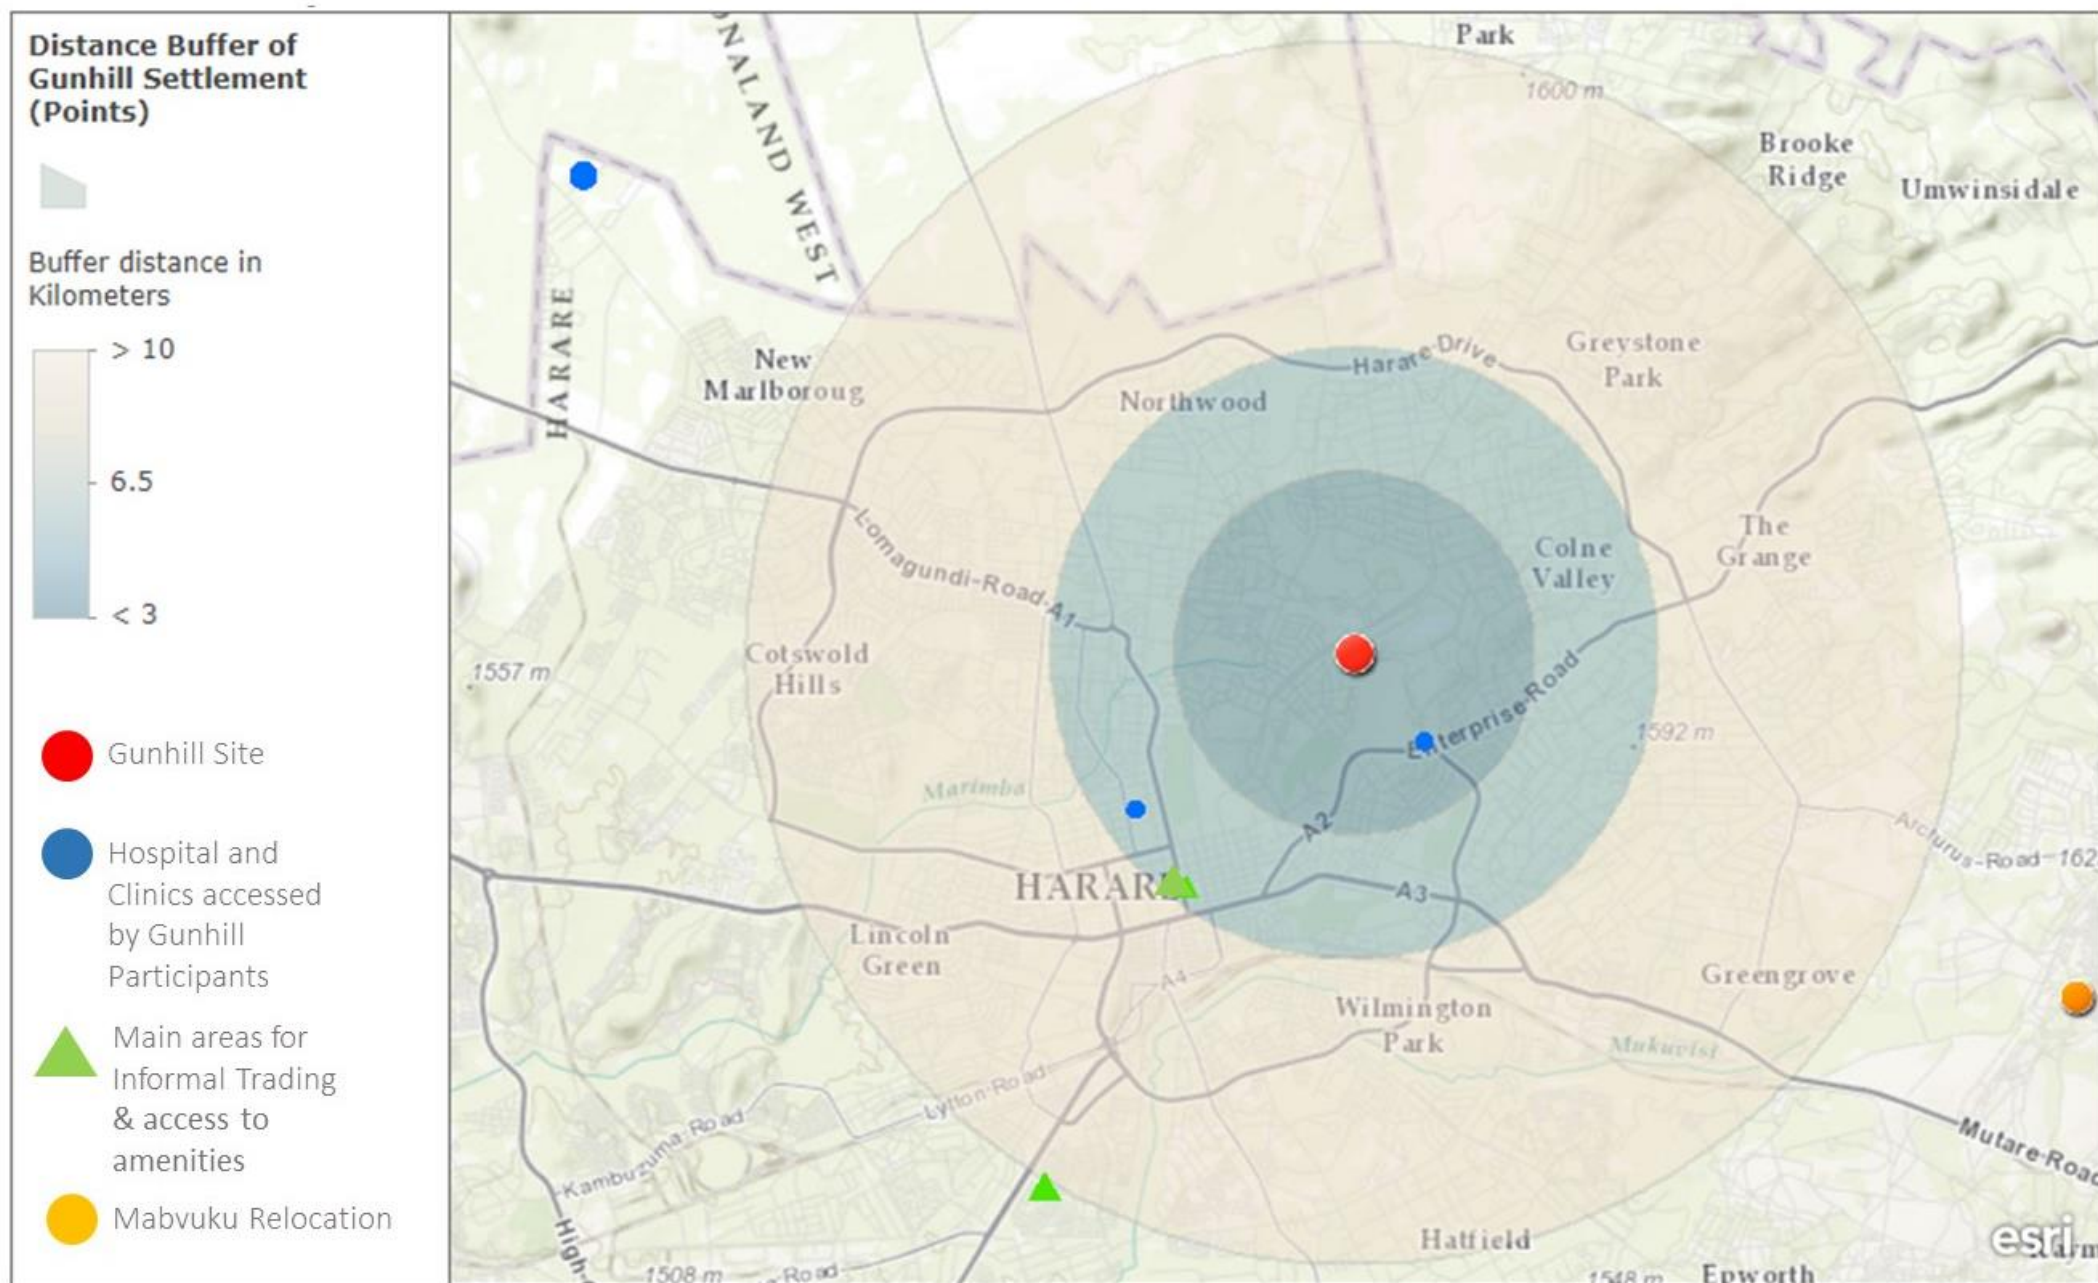 Distance Buffer of
Gunhill Settlement
(Points)
Buffer distance in
Kilometers
> 10
6.5
< 3
Gunhill Site
Hospital and
Clinics accessed
by Gunhill
Participants
Main areas for
Informal Trading
& access to
amenities
Mabvuku Relocation
ONALAND WEST
HARARE
Park
1600 m
Brooke
Ridge
Umwinsidale
New
Marlboroug
Northwood
Harare Drive
Greystone
Park
Lomagundi-Road-A1
Colne
Valley
The
Grange
1557 m
Cotswold
Hills
Enterprise-Road
1592 m
Marimba
A2
Arcturus-Road
162
A3
Lincoln
Green
A4
Greengrove
Wilmington
Park
Mukuvisi
Lytton-Road
Kambuzuma-Road
Mutare-Road
High-
Hatfield
esri
1508 m
Road
1548 m
Epworth